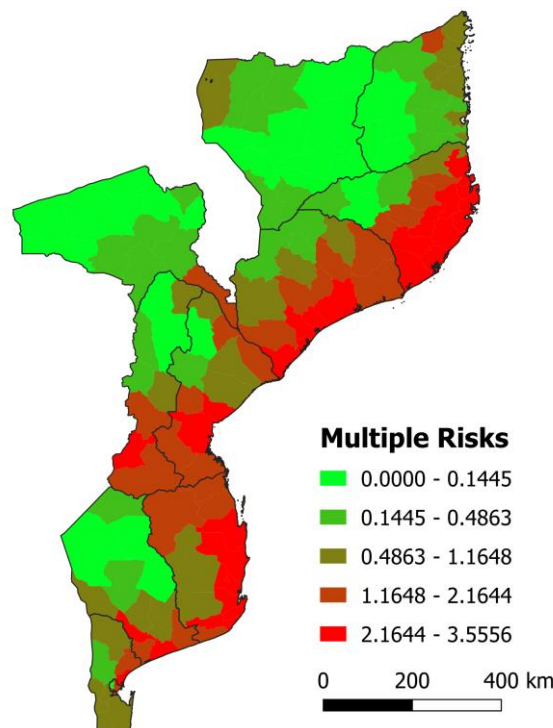 Multiple Risks
0.0000 - 0.1445
0.1445 - 0.4863
0.4863 - 1.1648
1.1648 - 2.1644
2.1644 - 3.5556
0 200 400 km